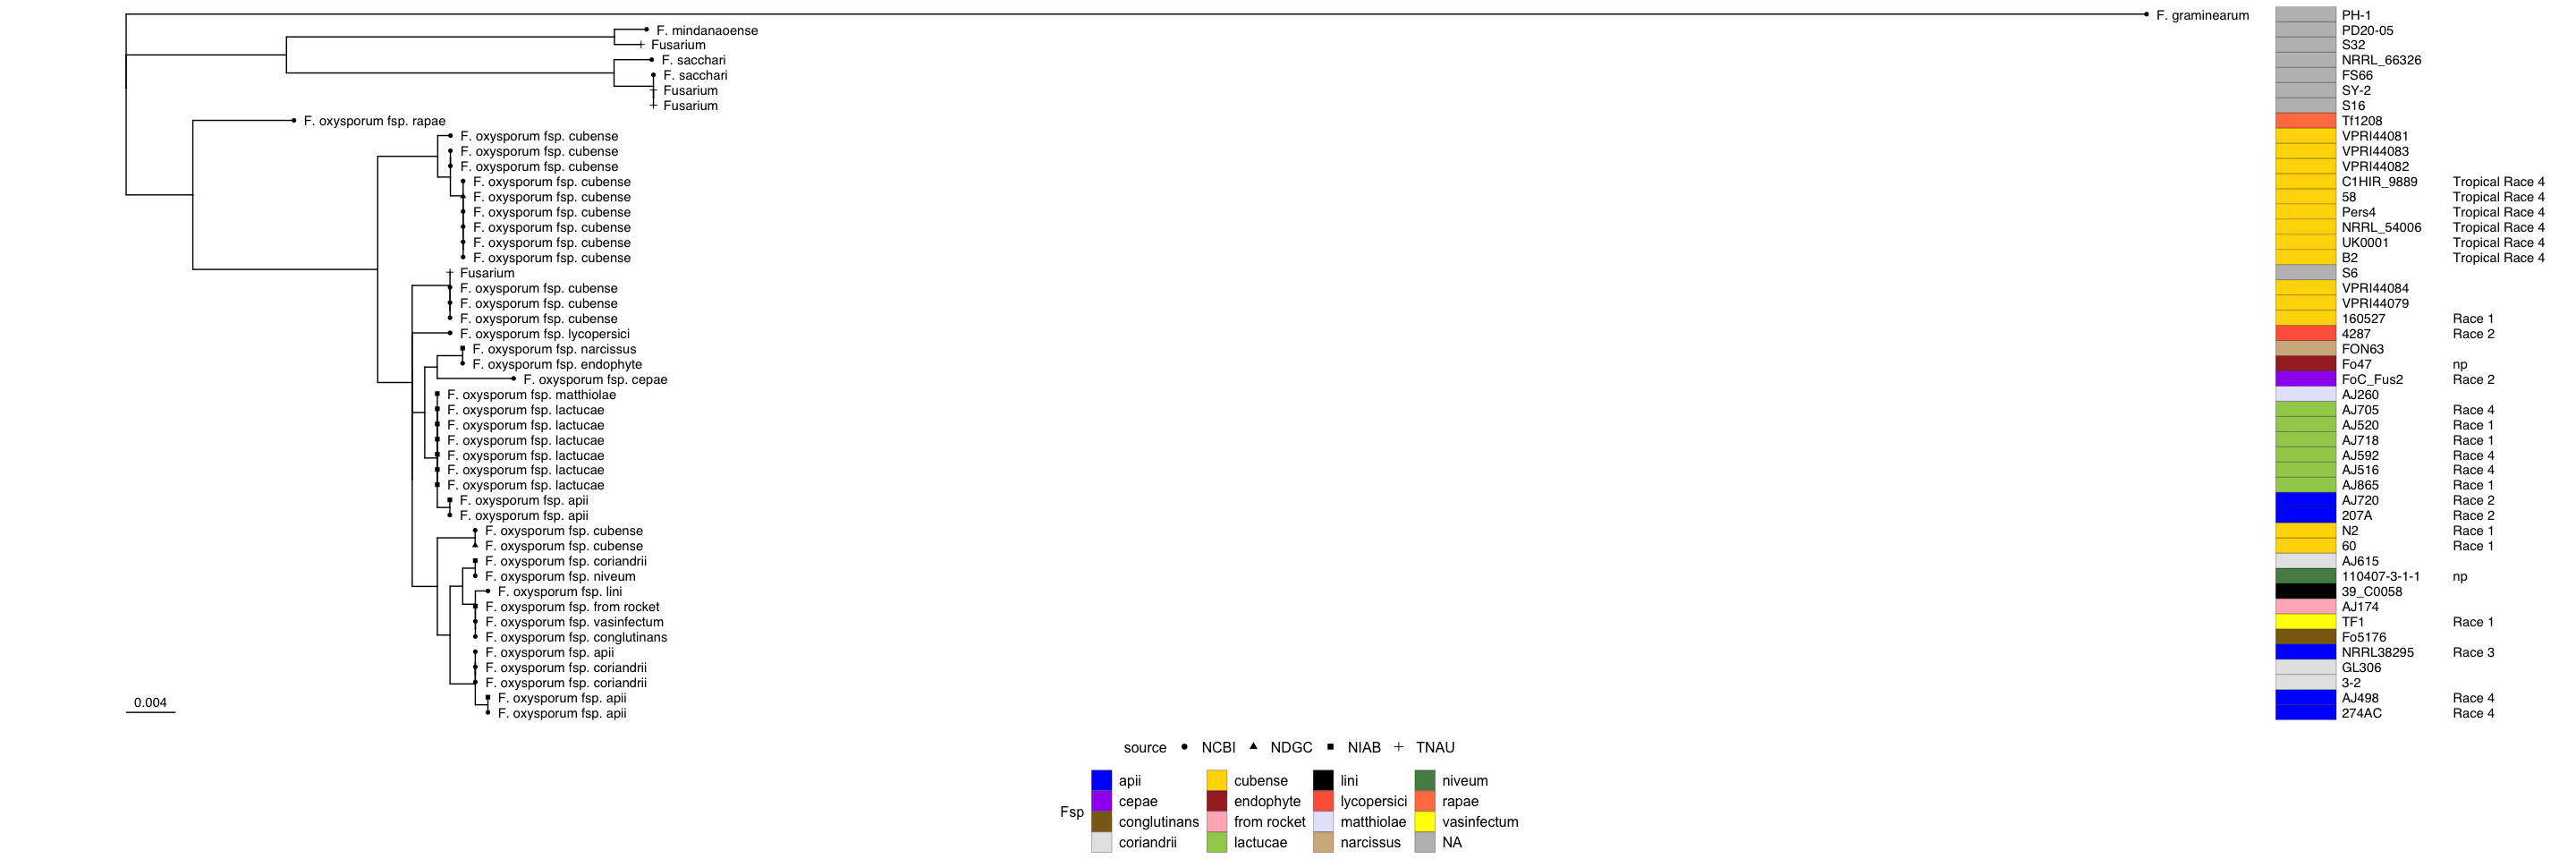 F. graminearum PH-1
F. mindanaoense PD20-05
Fusarium S32
F. sacchari NRRL_66326
F. sacchari FS66
Fusarium SY-2
Fusarium S16
F. oxysporum fsp. rapae Tf1208
F. oxysporum fsp. cubense VPRI44081
F. oxysporum fsp. cubense VPRI44083
F. oxysporum fsp. cubense VPRI44082
F. oxysporum fsp. cubense C1HIR_9889 Tropical Race 4
F. oxysporum fsp. cubense 58 Tropical Race 4
F. oxysporum fsp. cubense Pers4 Tropical Race 4
F. oxysporum fsp. cubense NRRL_54006 Tropical Race 4
F. oxysporum fsp. cubense UK0001 Tropical Race 4
F. oxysporum fsp. cubense B2 Tropical Race 4
Fusarium S6
F. oxysporum fsp. cubense VPRI44084
F. oxysporum fsp. cubense VPRI44079
F. oxysporum fsp. cubense 160527 Race 1
F. oxysporum fsp. lycopersici 4287 Race 2
F. oxysporum fsp. narcissus FON63
F. oxysporum fsp. endophyte Fo47 np
F. oxysporum fsp. cepae FoC_Fus2 Race 2
F. oxysporum fsp. matthiolae AJ260
F. oxysporum fsp. lactucae AJ705 Race 4
F. oxysporum fsp. lactucae AJ520 Race 1
F. oxysporum fsp. lactucae AJ718 Race 1
F. oxysporum fsp. lactucae AJ592 Race 4
F. oxysporum fsp. lactucae AJ516 Race 4
F. oxysporum fsp. lactucae AJ865 Race 1
F. oxysporum fsp. apii AJ720 Race 2
F. oxysporum fsp. apii 207A Race 2
F. oxysporum fsp. cubense N2 Race 1
F. oxysporum fsp. cubense 60 Race 1
F. oxysporum fsp. coriandrii AJ615
F. oxysporum fsp. niveum 110407-3-1-1 np
F. oxysporum fsp. lini 39_C0058
F. oxysporum fsp. from rocket AJ174
F. oxysporum fsp. vasinfectum TF1 Race 1
F. oxysporum fsp. conglutinans Fo5176
F. oxysporum fsp. apii NRRL38295 Race 3
F. oxysporum fsp. coriandrii GL306
F. oxysporum fsp. coriandrii 3-2
F. oxysporum fsp. apii AJ498 Race 4
F. oxysporum fsp. apii 274AC Race 4
0.004
source NCBI NDGC NIAB TNAU
Fsp
apii cubense lini niveum
cepae endophyte lycopersici rapae
conglutinans from rocket matthiolae vasinfectum
coriandrii lactucae narcissus NA